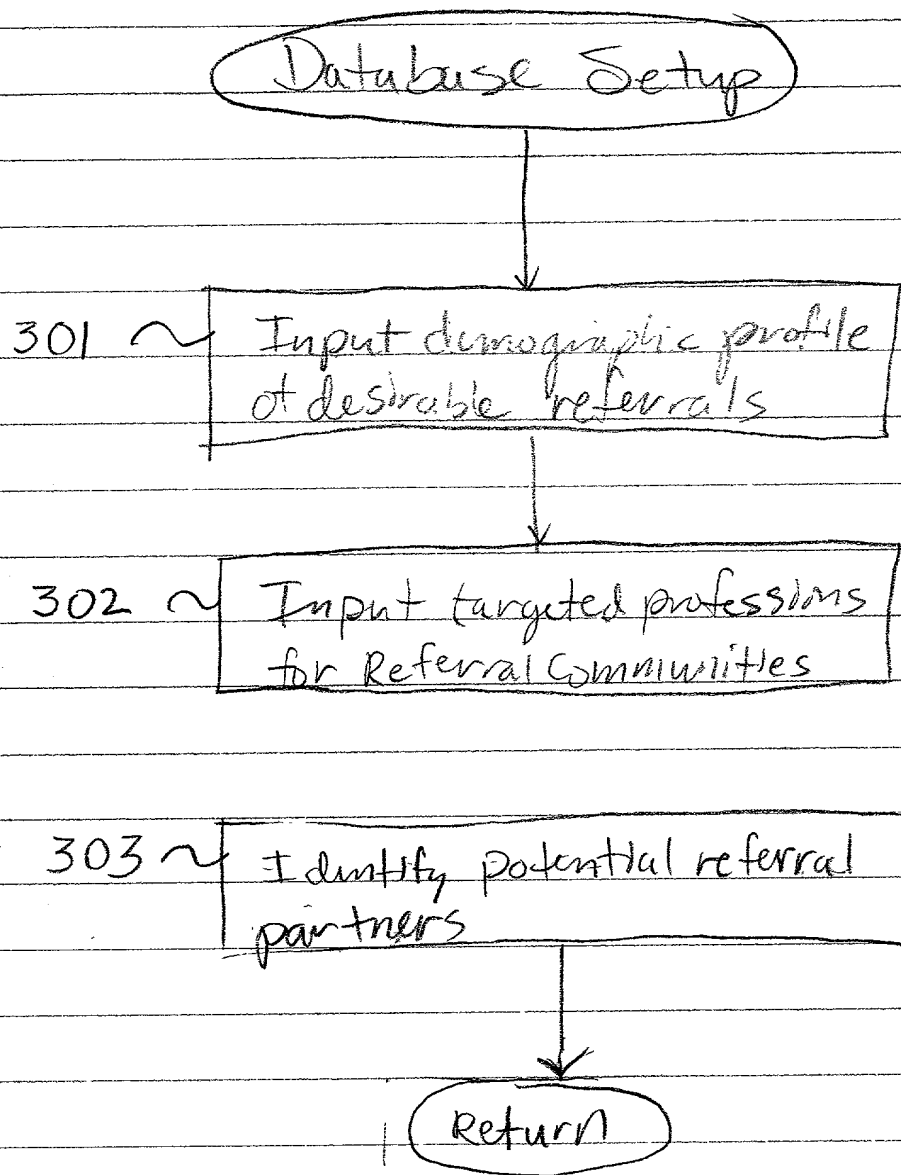 Database Setup
301 Input demographic profile
of desirable referrals
302 Input targeted professions
for Referral Communities
303 Identify potential referral
partners
Return